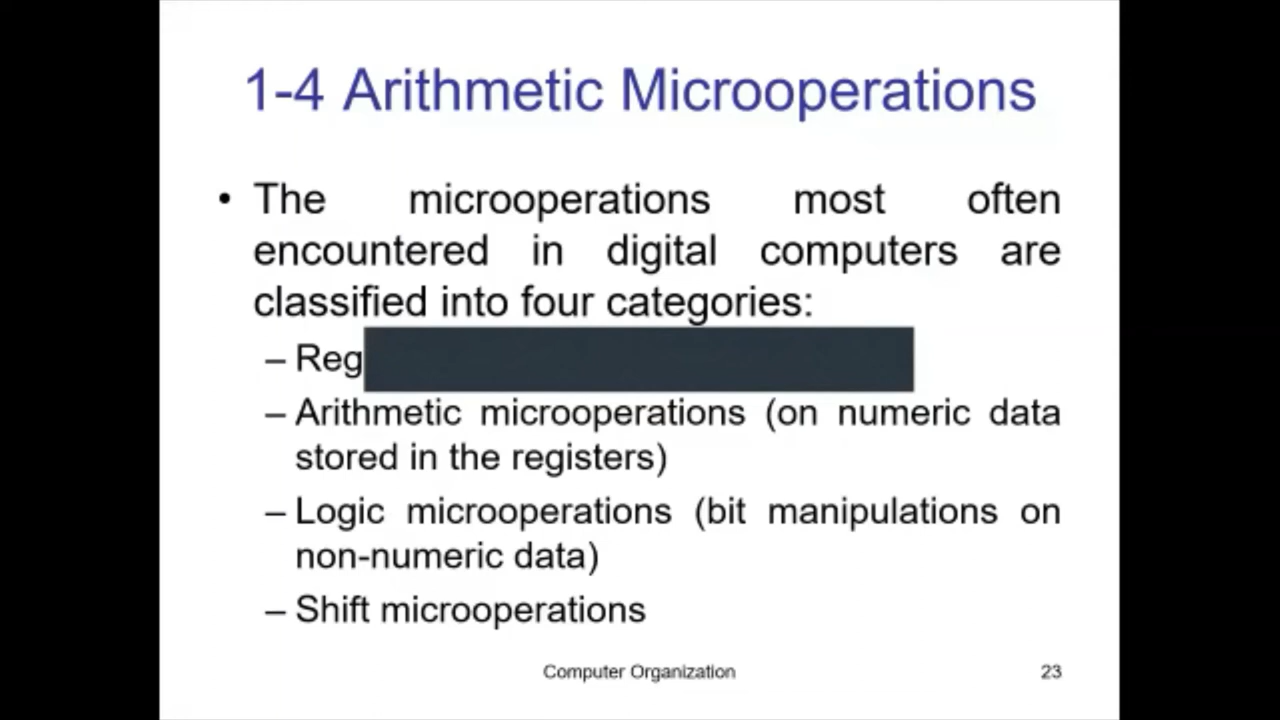 1-4 Arithmetic Microoperations
• The microoperations most often
encountered in digital computers are
classified into four categories:
– Reg
– Arithmetic microoperations (on numeric data
stored in the registers)
– Logic microoperations (bit manipulations on
non-numeric data)
– Shift microoperations
Computer Organization 23